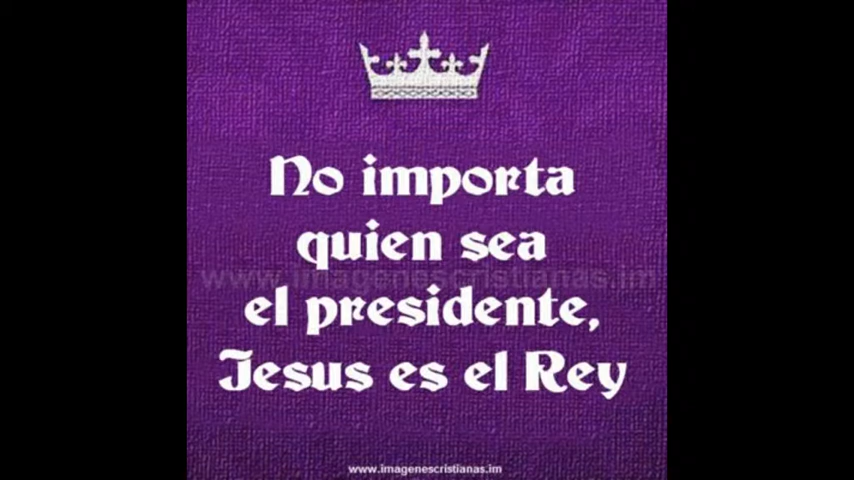 No importa
quien sea
www.imagenescristianas.im
el presidente,
Jesus es el Rey
www.imagenescristianas.im